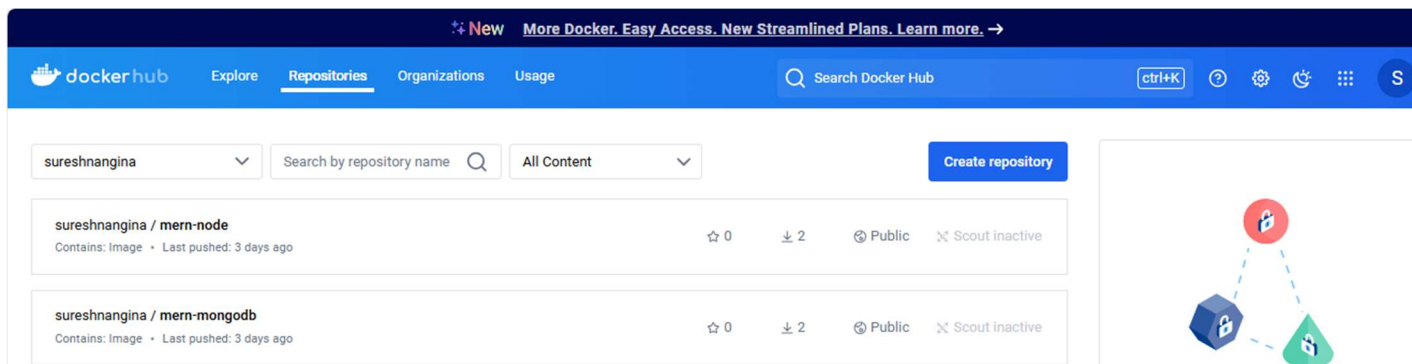 New More Docker. Easy Access. New Streamlined Plans. Learn more. →
dockerhub Explore Repositories Organizations Usage Search Docker Hub ctrl+K ? S
sureshnangina Search by repository name All Content Create repository
sureshnangina / mern-node
Contains: Image • Last pushed: 3 days ago
0 2 Public Scout inactive
sureshnangina / mern-mongodb
Contains: Image • Last pushed: 3 days ago
0 2 Public Scout inactive